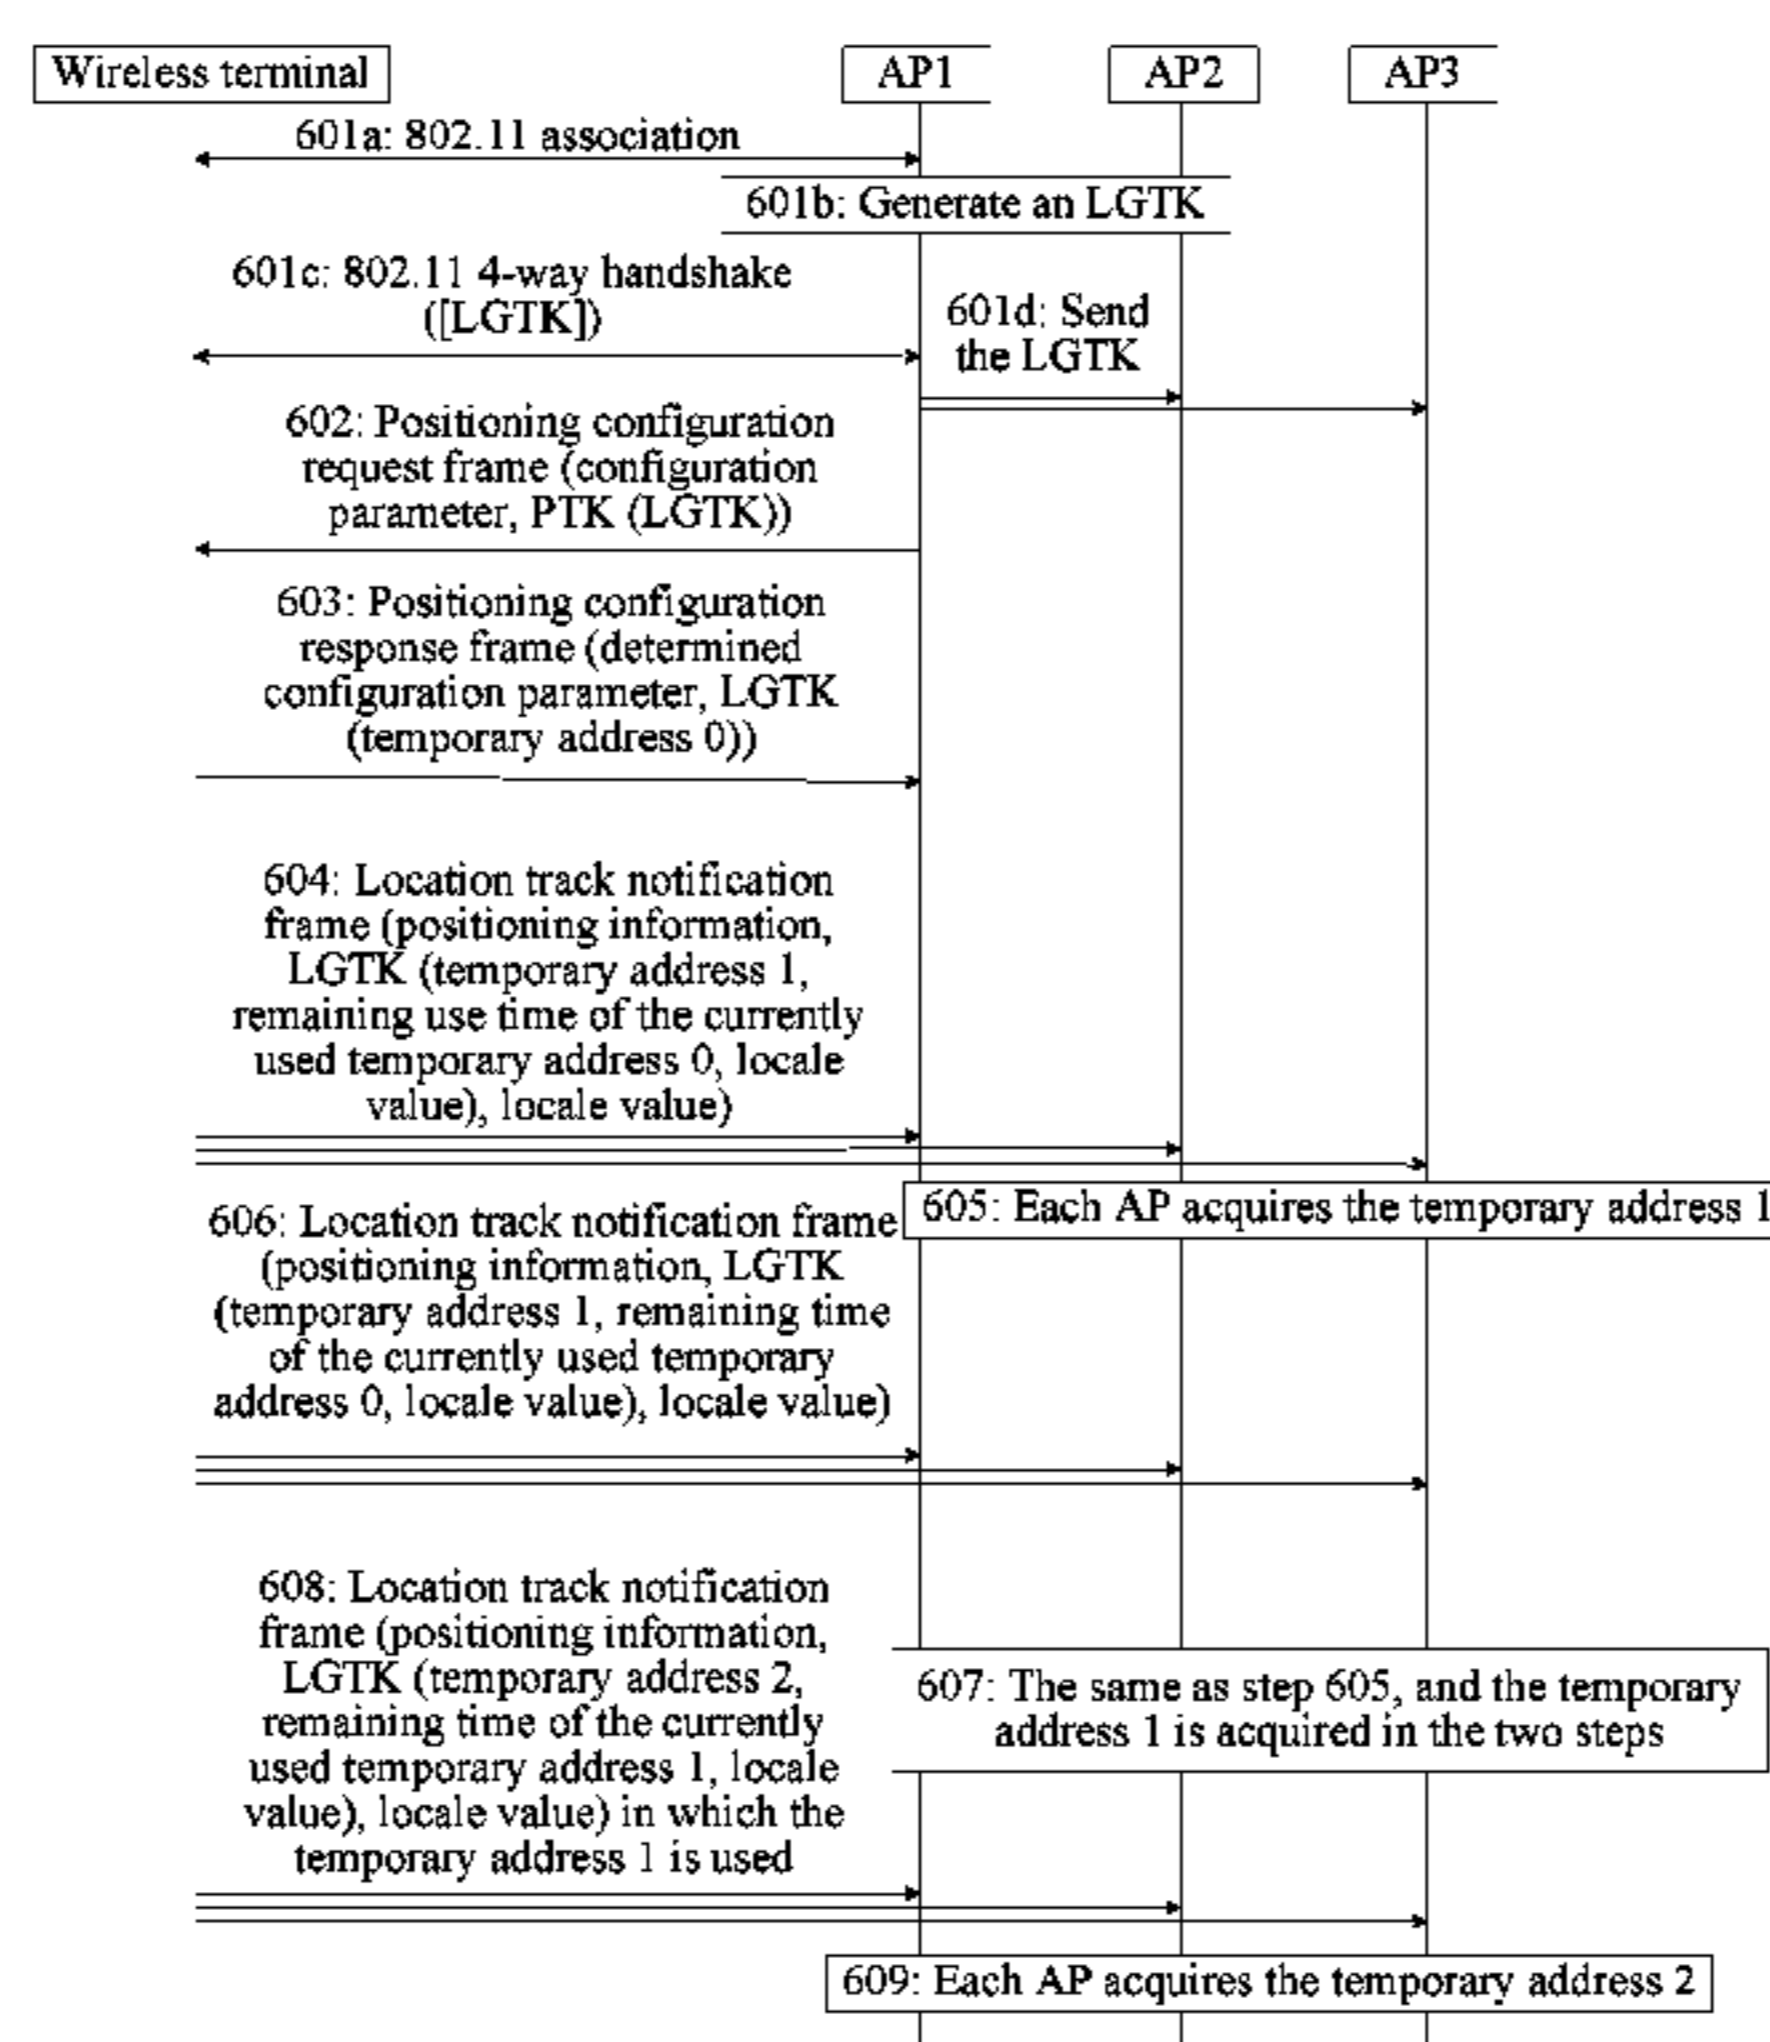 Wireless terminal
AP1
AP2
AP3
601a: 802.11 association
601b: Generate an LGTK
601c: 802.11 4-way handshake
([LGTK])
601d: Send
the LGTK
602: Positioning configuration
request frame (configuration
parameter, PTK (LGTK))
603: Positioning configuration
response frame (determined
configuration parameter, LGTK
(temporary address 0))
604: Location track notification
frame (positioning information,
LGTK (temporary address 1,
remaining use time of the currently
used temporary address 0, locale
value), locale value)
605: Each AP acquires the temporary address 1
606: Location track notification frame
(positioning information, LGTK
(temporary address 1, remaining time
of the currently used temporary
address 0, locale value), locale value)
607: The same as step 605, and the temporary
address 1 is acquired in the two steps
608: Location track notification
frame (positioning information,
LGTK (temporary address 2,
remaining time of the currently
used temporary address 1, locale
value), locale value) in which the
temporary address 1 is used
609: Each AP acquires the temporary address 2